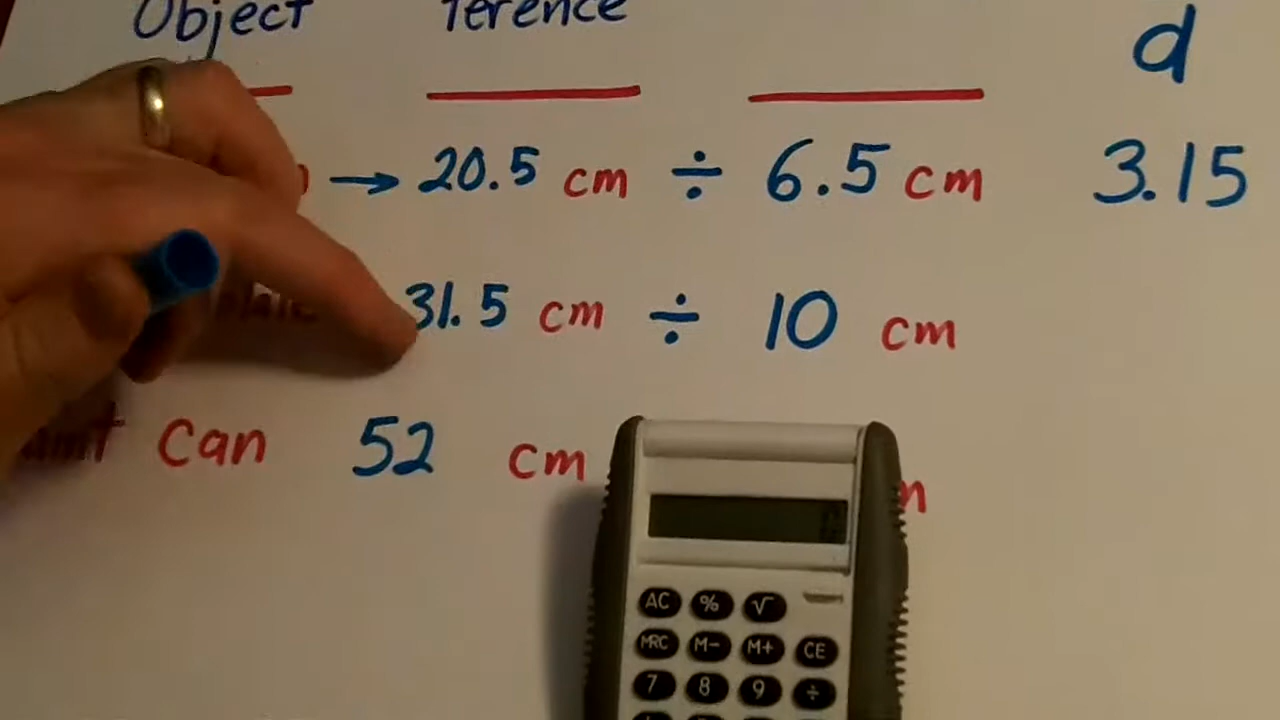 Object ference
d
→ 20.5 cm ÷ 6.5 cm 3.15
31.5 cm ÷ 10 cm
Can 52 cm
AC % √
MRC M- M+ CE
7 8 9 ÷